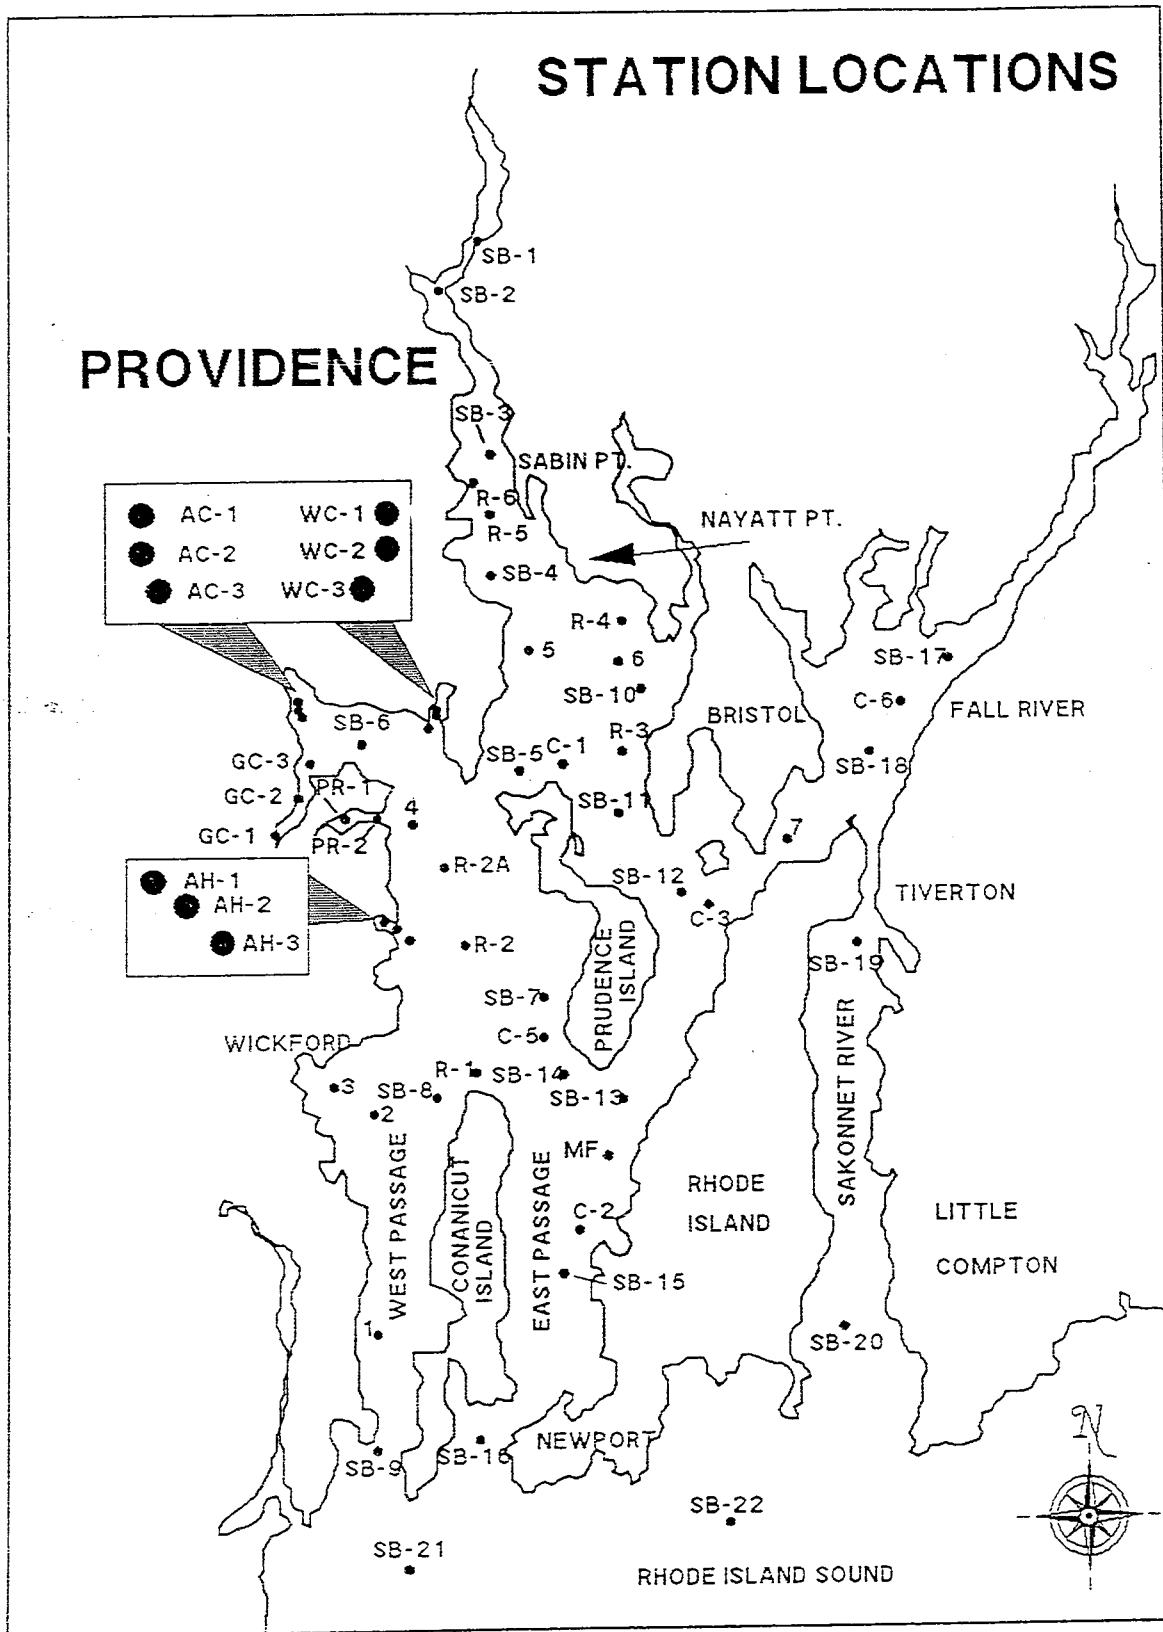 STATION LOCATIONS
SB-1
SB-2
PROVIDENCE
SB-3
SABIN PT.
R-6
AC-1 WC-1
NAYATT PT.
R-5
AC-2 WC-2
SB-4
AC-3 WC-3
R-4
5
6
SB-17
SB-10
C-6
FALL RIVER
BRISTOL
SB-6
R-3
C-1
SB-5
GC-3
SB-18
PR-1
GC-2
4
SB-11
7
GC-1
PR-2
R-2A
AH-1
SB-12
TIVERTON
AH-2
C-3
AH-3
R-2
PRUDENCE
ISLAND
SB-19
SB-7
C-5
WICKFORD
R-1
SB-14
3
SB-8
SB-13
2
SAKONNET RIVER
MF
WEST PASSAGE
CONANICUT
ISLAND
EAST PASSAGE
RHODE
ISLAND
C-2
LITTLE
COMPTON
SB-15
1
SB-20
N
NEWPORT
SB-9
SB-16
SB-22
SB-21
RHODE ISLAND SOUND